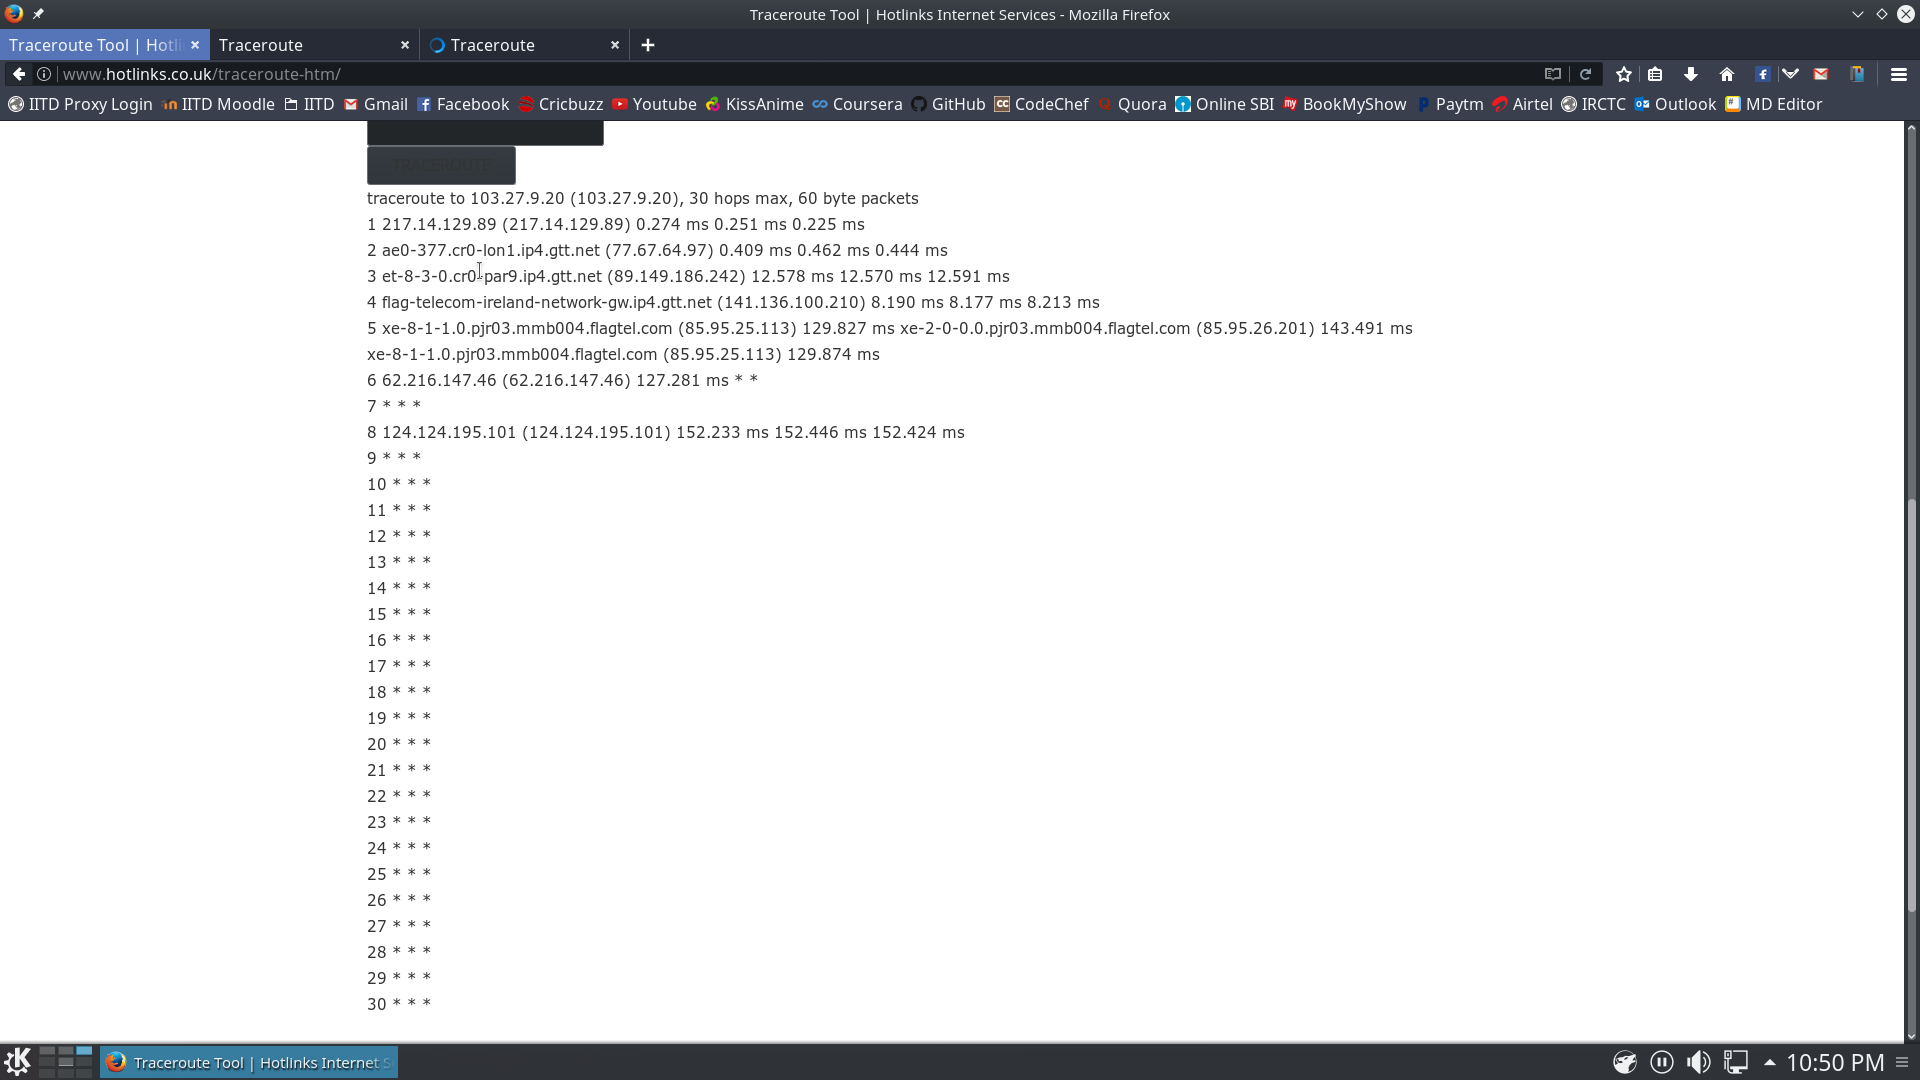 Traceroute Tool | Hotlinks Internet Services - Mozilla Firefox
Traceroute Tool | Hotli Traceroute Traceroute
www.hotlinks.co.uk/traceroute-htm/
IITD Proxy Login IITD Moodle IITD Gmail Facebook Cricbuzz Youtube KissAnime Coursera GitHub CodeChef Quora Online SBI BookMyShow Paytm Airtel IRCTC Outlook MD Editor
TRACEROUTE
traceroute to 103.27.9.20 (103.27.9.20), 30 hops max, 60 byte packets
1 217.14.129.89 (217.14.129.89) 0.274 ms 0.251 ms 0.225 ms
2 ae0-377.cr0-lon1.ip4.gtt.net (77.67.64.97) 0.409 ms 0.462 ms 0.444 ms
3 et-8-3-0.cr0-par9.ip4.gtt.net (89.149.186.242) 12.578 ms 12.570 ms 12.591 ms
4 flag-telecom-ireland-network-gw.ip4.gtt.net (141.136.100.210) 8.190 ms 8.177 ms 8.213 ms
5 xe-8-1-1.0.pjr03.mmb004.flagtel.com (85.95.25.113) 129.827 ms xe-2-0-0.0.pjr03.mmb004.flagtel.com (85.95.26.201) 143.491 ms
xe-8-1-1.0.pjr03.mmb004.flagtel.com (85.95.25.113) 129.874 ms
6 62.216.147.46 (62.216.147.46) 127.281 ms * *
7 * * *
8 124.124.195.101 (124.124.195.101) 152.233 ms 152.446 ms 152.424 ms
9 * * *
10 * * *
11 * * *
12 * * *
13 * * *
14 * * *
15 * * *
16 * * *
17 * * *
18 * * *
19 * * *
20 * * *
21 * * *
22 * * *
23 * * *
24 * * *
25 * * *
26 * * *
27 * * *
28 * * *
29 * * *
30 * * *
Traceroute Tool | Hotlinks Internet S 10:50 PM